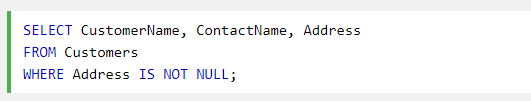 SELECT CustomerName, ContactName, Address
FROM Customers
WHERE Address IS NOT NULL;